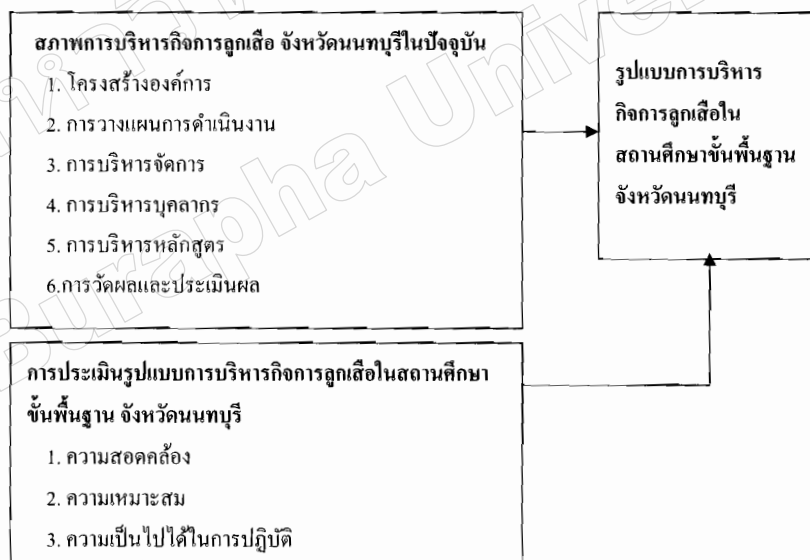 สภาพการบริหารกิจการลูกเสือ จังหวัดนนทบุรีในปัจจุบัน
1. โครงสร้างองค์การ
2. การวางแผนการดำเนินงาน
3. การบริหารจัดการ
4. การบริหารบุคลากร
5. การบริหารหลักสูตร
6.การวัดผลและประเมินผล
รูปแบบการบริหาร
กิจการลูกเสือใน
สถานศึกษาขั้นพื้นฐาน
จังหวัดนนทบุรี
การประเมินรูปแบบการบริหารกิจการลูกเสือในสถานศึกษา
ขั้นพื้นฐาน จังหวัดนนทบุรี
1. ความสอดคล้อง
2. ความเหมาะสม
3. ความเป็นไปได้ในการปฏิบัติ
Burapha Univer